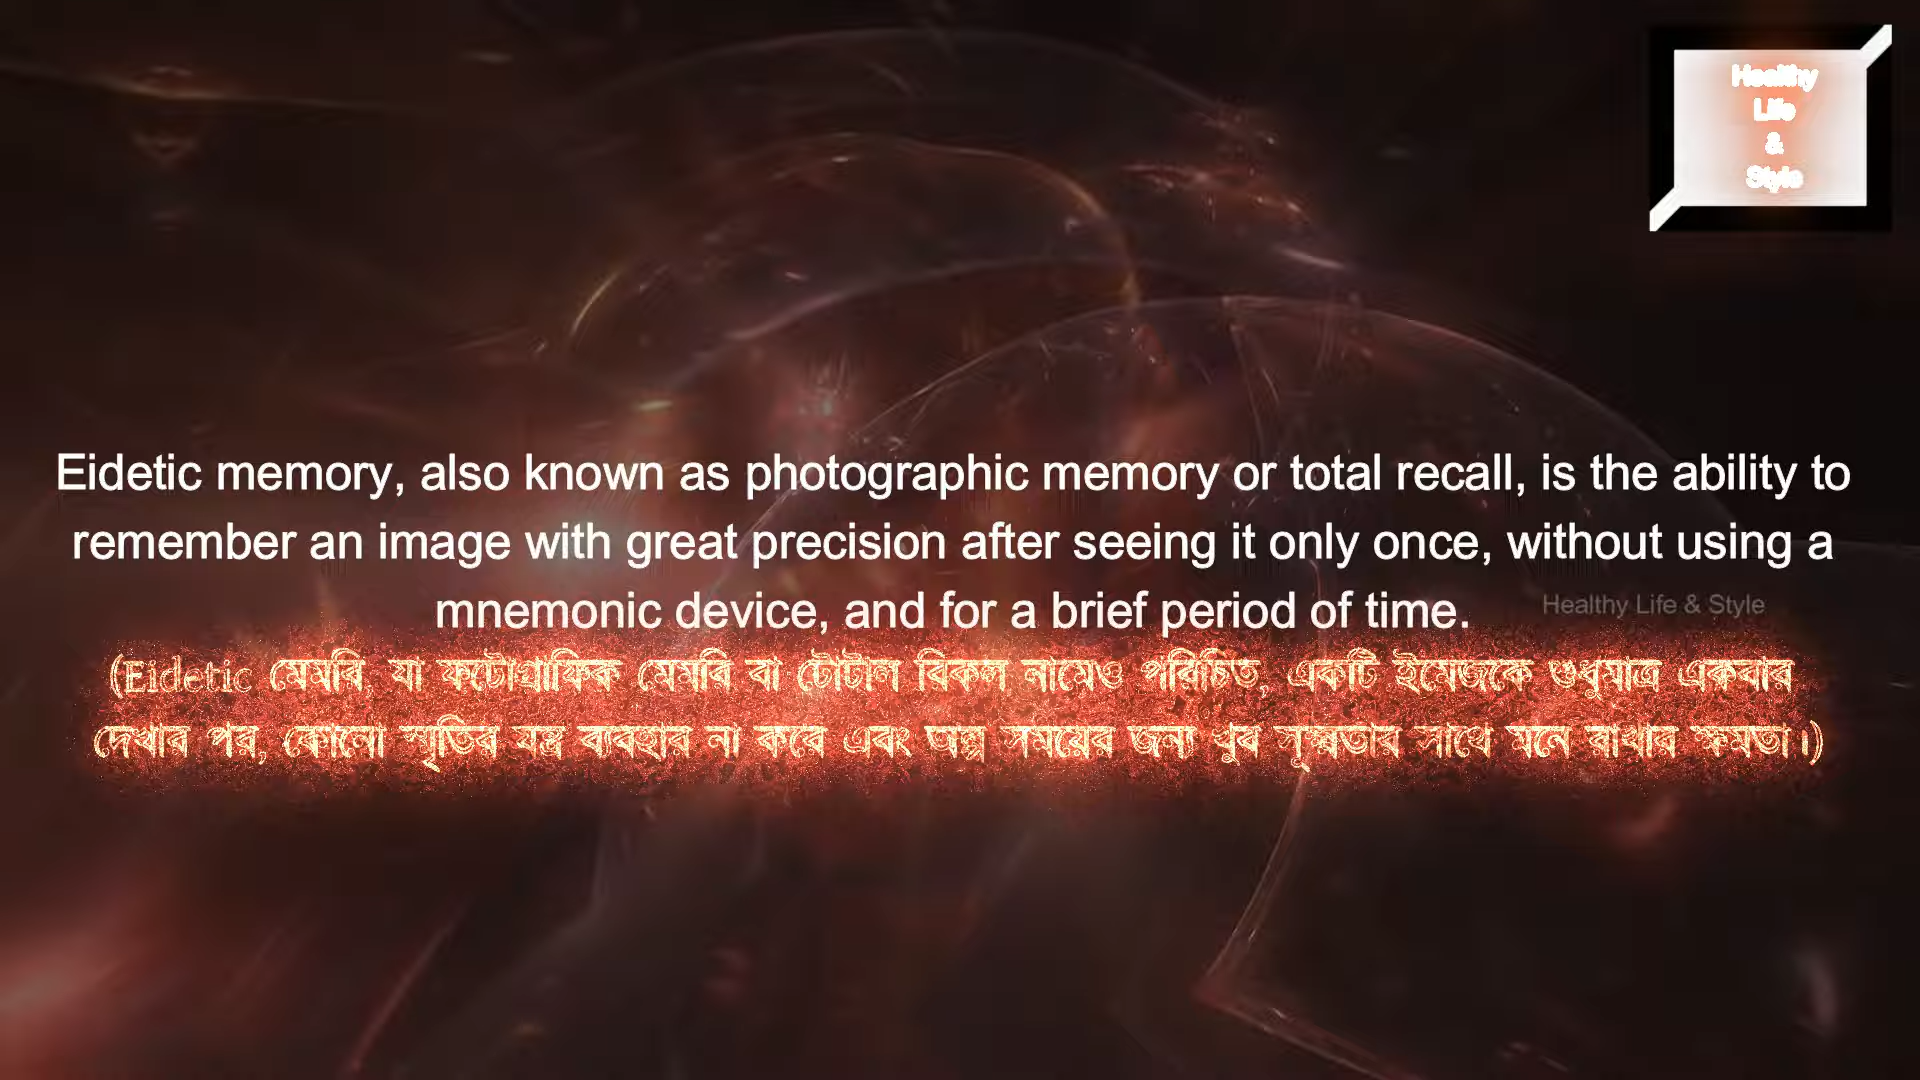 Healthy
Life
&
Style
Eidetic memory, also known as photographic memory or total recall, is the ability to
remember an image with great precision after seeing it only once, without using a
mnemonic device, and for a brief period of time.
Healthy Life & Style
(Eidetic মেমরি, যা ফটোগ্রাফিক মেমরি বা টোটাল রিকল নামেও পরিচিত, একটি ইমেজকে শুধুমাত্র একবার
দেখার পর, কোনো স্মৃতির যন্ত্র ব্যবহার না করে এবং অল্প সময়ের জন্য খুব সূক্ষ্মতার সাথে মনে রাখার ক্ষমতা।)